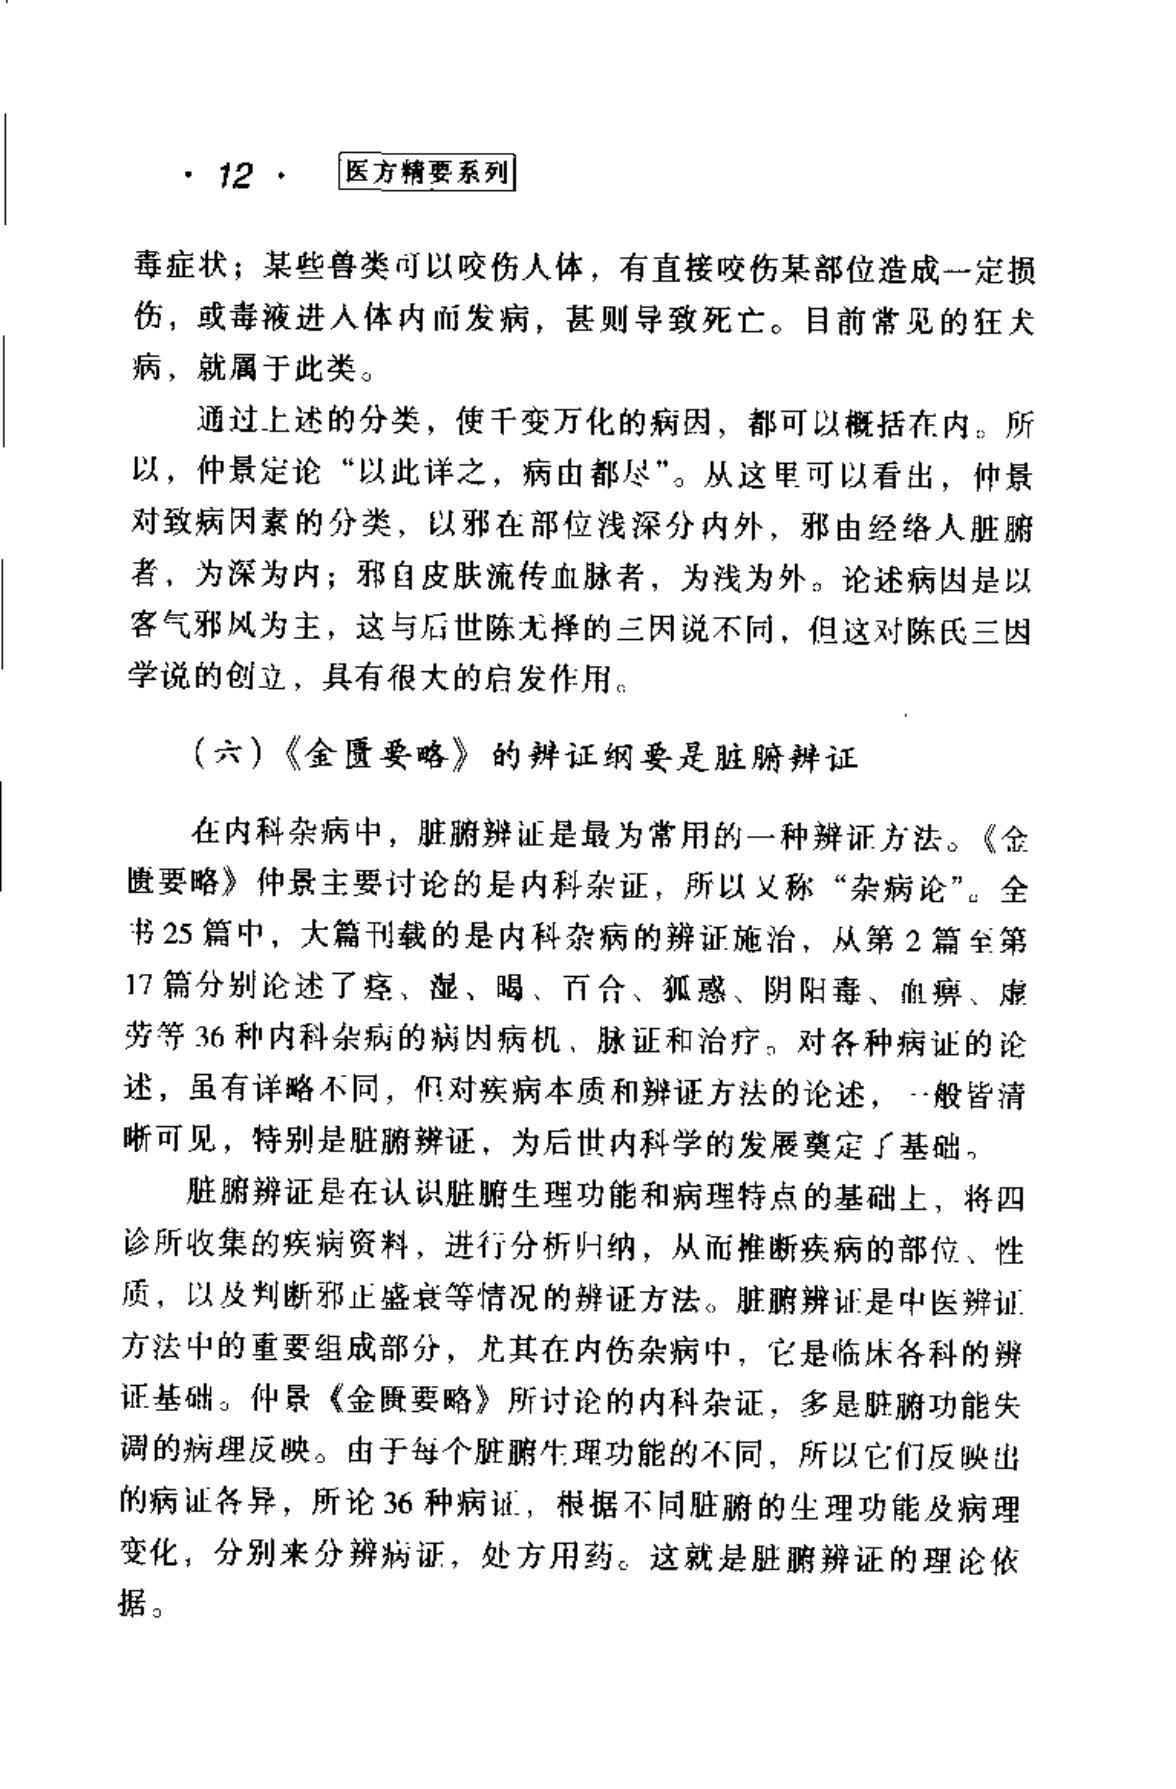 · 12 · 医方精要系列
毒症状；某些兽类可以咬伤人体，有直接咬伤某部位造成一定损
伤，或毒液进入体内而发病，甚则导致死亡。目前常见的狂犬
病，就属于此类。
通过上述的分类，使千变万化的病因，都可以概括在内。所
以，仲景定论“以此详之，病由都尽”。从这里可以看出，仲景
对致病因素的分类，以邪在部位浅深分内外，邪由经络人脏腑
者，为深为内；邪自皮肤流传血脉者，为浅为外。论述病因是以
客气邪风为主，这与后世陈无择的三因说不同，但这对陈氏三因
学说的创立，具有很大的启发作用。
（六）《金匮要略》的辨证纲要是脏腑辨证
在内科杂病中，脏腑辨证是最为常用的一种辨证方法。《金
匮要略》仲景主要讨论的是内科杂证，所以又称“杂病论”。全
书25篇中，大篇刊载的是内科杂病的辨证施治，从第2篇至第
17篇分别论述了痉、湿、暍、百合、狐惑、阴阳毒、血痹、虚
劳等36种内科杂病的病因病机、脉证和治疗。对各种病证的论
述，虽有详略不同，但对疾病本质和辨证方法的论述，一般皆清
晰可见，特别是脏腑辨证，为后世内科学的发展奠定了基础。
脏腑辨证是在认识脏腑生理功能和病理特点的基础上，将四
诊所收集的疾病资料，进行分析归纳，从而推断疾病的部位、性
质，以及判断邪正盛衰等情况的辨证方法。脏腑辨证是中医辨证
方法中的重要组成部分，尤其在内伤杂病中，它是临床各科的辨
证基础。仲景《金匮要略》所讨论的内科杂证，多是脏腑功能失
调的病理反映。由于每个脏腑生理功能的不同，所以它们反映出
的病证各异，所论36种病证，根据不同脏腑的生理功能及病理
变化，分别来分辨病证，处方用药。这就是脏腑辨证的理论依
据。